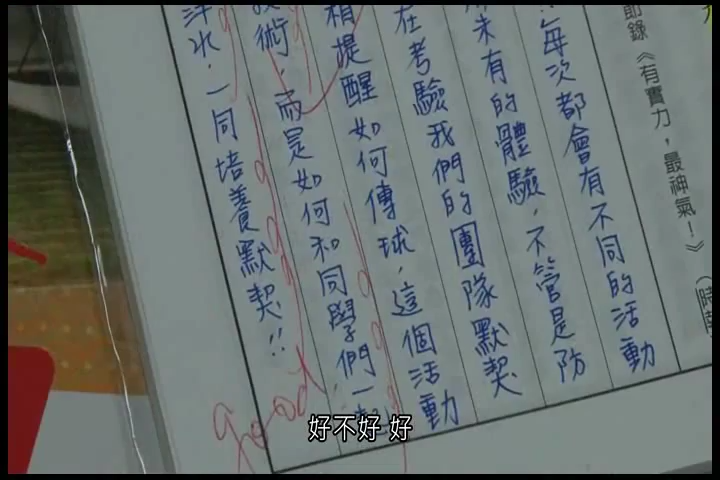 節錄《有實力，最神氣！》
每次都會有不同的活動
未有的體驗，不管是防
在考驗我們的團隊默契
相提醒如何傳球，這個活動
技術，而是如何和同學們一起
汗水，一同培養默契！！
good
好不好 好